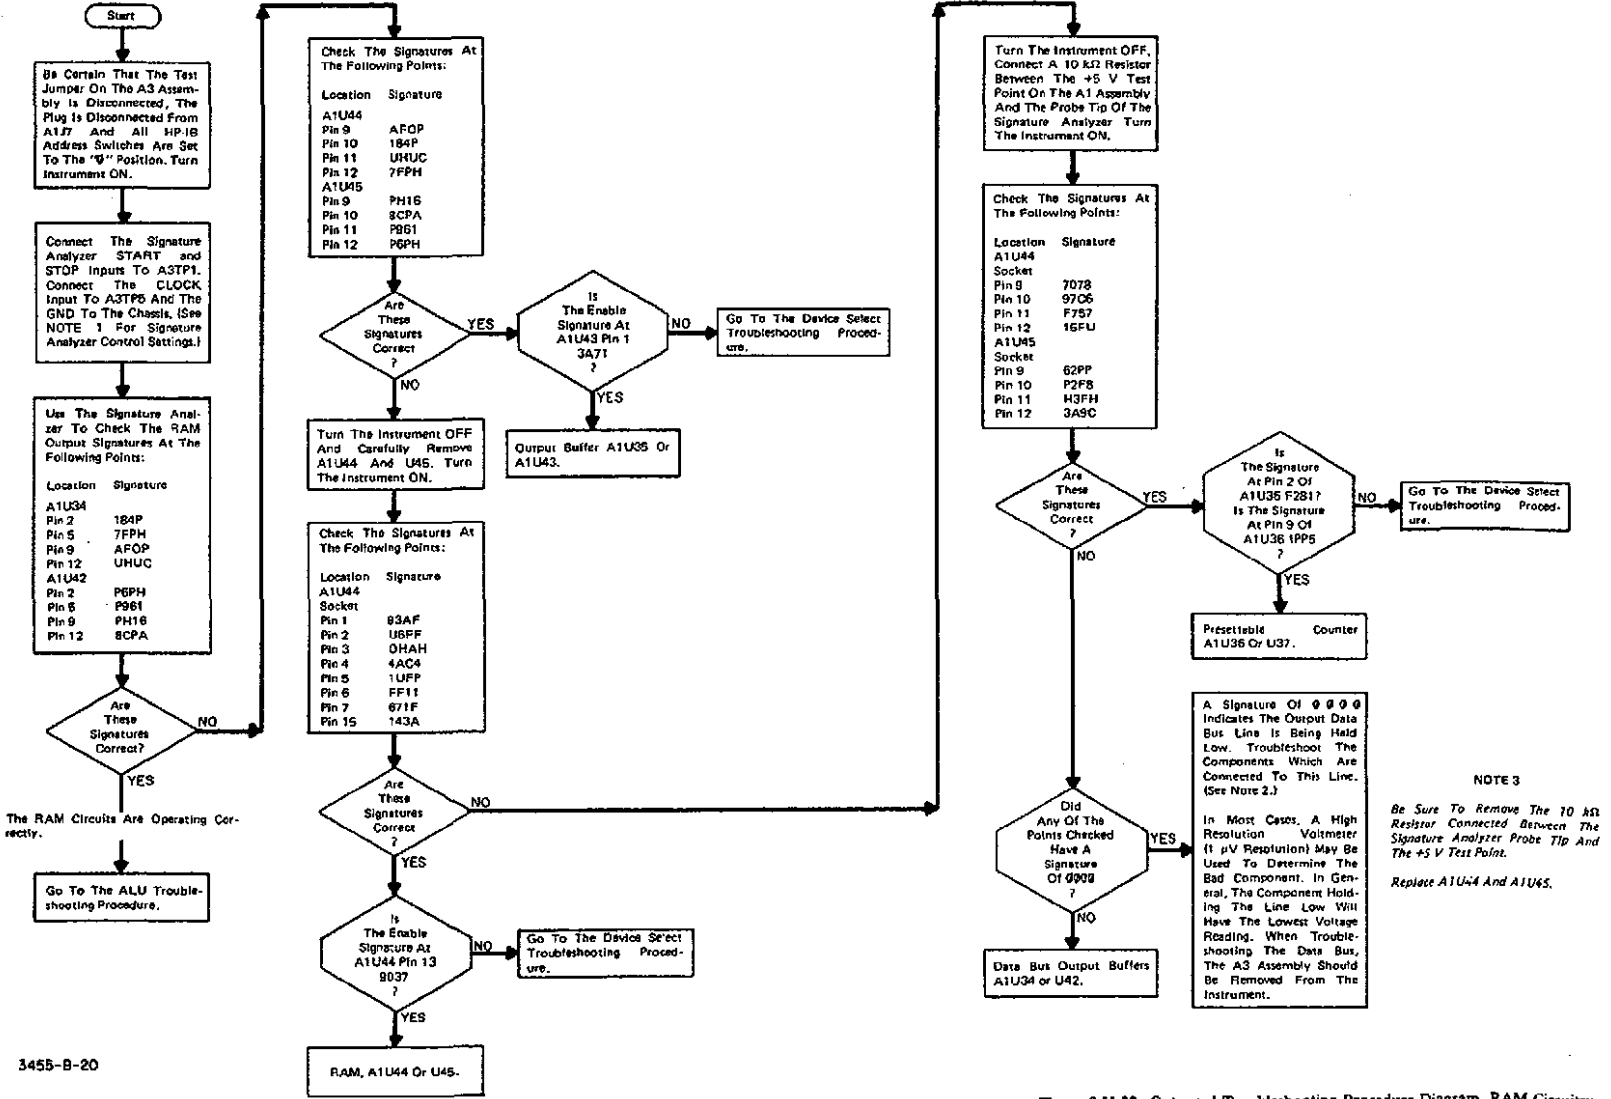 Start
Be Certain That The Test
Jumper On The A3 Assem-
bly Is Disconnected, The
Plug Is Disconnected From
A1J7 And All HP-IB
Address Switches Are Set
To The "0" Position. Turn
Instrument ON.
Connect The Signature
Analyzer START and
STOP Inputs To A3TP1.
Connect The CLOCK
Input To A3TP5 And The
GND To The Chassis. (See
NOTE 1 For Signature
Analyzer Control Settings.)
Use The Signature Anal-
zer To Check The RAM
Output Signatures At The
Following Points:
Location Signature
A1U34
Pin 2 184P
Pin 5 7FPH
Pin 9 AFOP
Pin 12 UHUC
A1U42
Pin 2 P6PH
Pin 5 P961
Pin 9 PH16
Pin 12 8CPA
Are
These
Signatures
Correct?
NO
YES
The RAM Circuits Are Operating Cor-
rectly.
Go To The ALU Trouble-
shooting Procedure.
3455-B-20
Check The Signatures At
The Following Points:
Location Signature
A1U44
Pin 9 AFOP
Pin 10 184P
Pin 11 UHUC
Pin 12 7FPH
A1U45
Pin 9 PH16
Pin 10 8CPA
Pin 11 P961
Pin 12 P6PH
Are
These
Signatures
Correct
?
YES
NO
Is
The Enable
Signature At
A1U43 Pin 1
3A71
?
NO
YES
Go To The Device Select
Troubleshooting Proced-
ure.
Output Buffer A1U35 Or
A1U43.
Turn The Instrument OFF
And Carefully Remove
A1U44 And U45. Turn
The Instrument ON.
Check The Signatures At
The Following Points:
Location Signature
A1U44
Socket
Pin 1 93AF
Pin 2 U6FF
Pin 3 OHAH
Pin 4 4AC4
Pin 5 1UFP
Pin 6 FF11
Pin 7 671F
Pin 15 143A
Are
These
Signatures
Correct
?
NO
YES
Is
The Enable
Signature At
A1U44 Pin 13
9037
?
NO
YES
Go To The Device Select
Troubleshooting Proced-
ure.
RAM, A1U44 Or U45.
Turn The Instrument OFF,
Connect A 10 kΩ Resistor
Between The +5 V Test
Point On The A1 Assembly
And The Probe Tip Of The
Signature Analyzer Turn
The Instrument ON.
Check The Signatures At
The Following Points:
Location Signature
A1U44
Socket
Pin 9 7078
Pin 10 97C6
Pin 11 F757
Pin 12 16FU
A1U45
Socket
Pin 9 62PP
Pin 10 P2F8
Pin 11 H3FH
Pin 12 3A9C
Are
These
Signatures
Correct
?
YES
NO
Is
The Signature
At Pin 2 Of
A1U35 F281?
Is The Signature
At Pin 9 Of
A1U36 1PP5
?
NO
YES
Go To The Device Select
Troubleshooting Proced-
ure.
Presettable Counter
A1U36 Or U37.
Did
Any Of The
Points Checked
Have A
Signature
Of 0000
?
YES
NO
Data Bus Output Buffers
A1U34 or U42.
A Signature Of 0000
Indicates The Output Data
Bus Line Is Being Held
Low. Troubleshoot The
Components Which Are
Connected To This Line.
(See Note 2.)
In Most Cases, A High
Resolution Voltmeter
(1 µV Resolution) May Be
Used To Determine The
Bad Component. In Gen-
eral, The Component Hold-
ing The Line Low Will
Have The Lowest Voltage
Reading. When Trouble-
shooting The Data Bus,
The A3 Assembly Should
Be Removed From The
Instrument.
NOTE 3
Be Sure To Remove The 10 kΩ
Resistor Connected Between The
Signature Analyzer Probe Tip And
The +5 V Test Point.
Replace A1U44 And A1U45.
Troubleshooting Procedure Diagram, RAM Circuitry